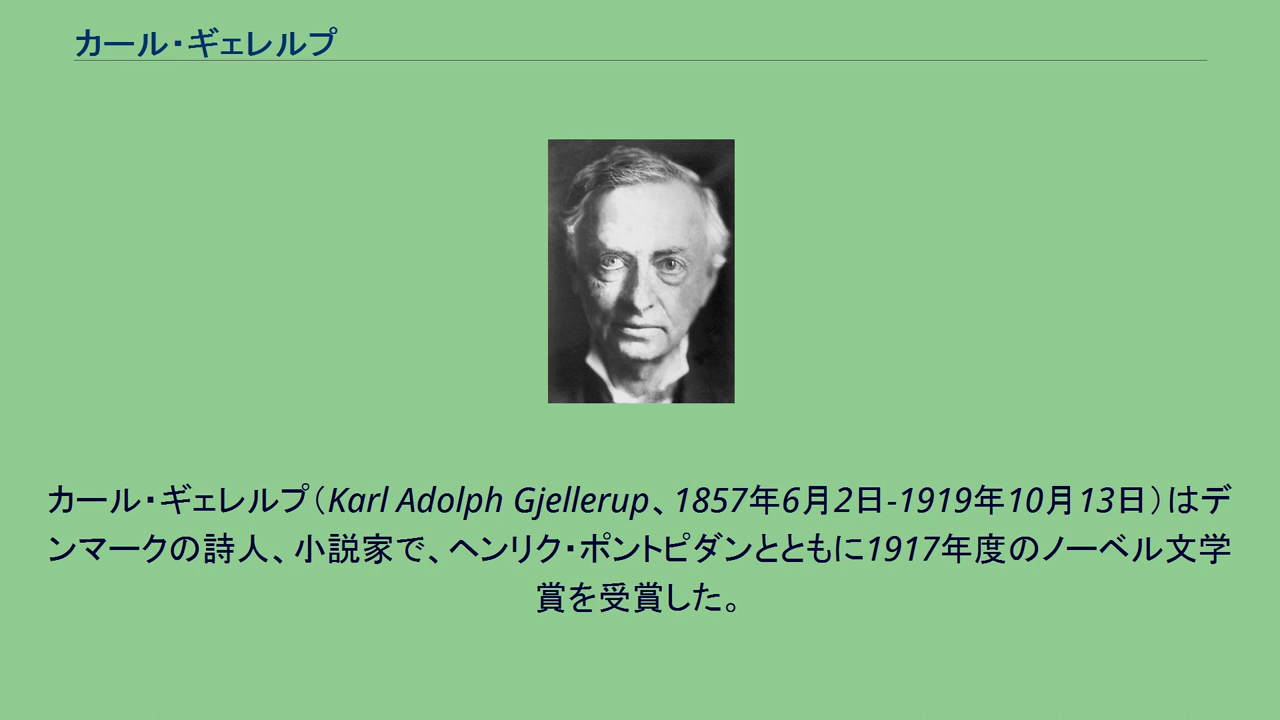 カール・ギェレルプ
カール・ギェレルプ（Karl Adolph Gjellerup、1857年6月2日-1919年10月13日）はデ
ンマークの詩人、小説家で、ヘンリク・ポントピダンとともに1917年度のノーベル文学
賞を受賞した。